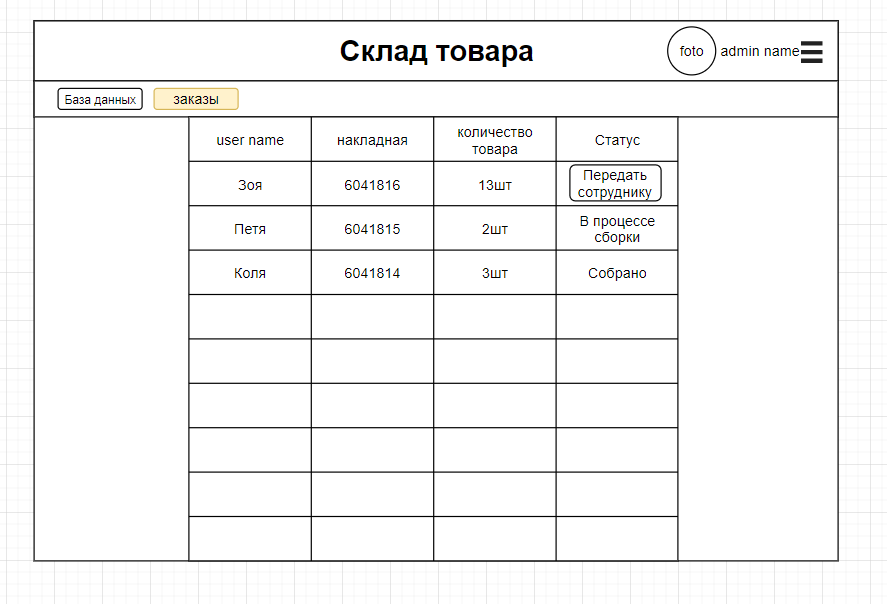 Склад товара
foto
admin name
База данных
заказы
user name
накладная
количество
товара
Статус
Зоя
6041816
13шт
Передать
сотруднику
Петя
6041815
2шт
В процессе
сборки
Коля
6041814
3шт
Собрано